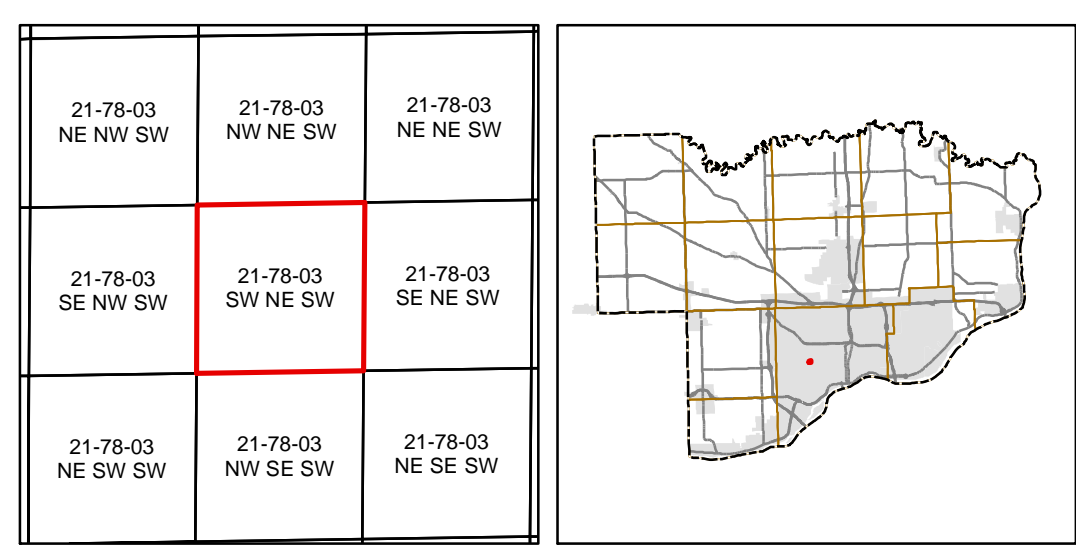 21-78-03
NE NW SW
21-78-03
NW NE SW
21-78-03
NE NE SW
21-78-03
SE NW SW
21-78-03
SW NE SW
21-78-03
SE NE SW
21-78-03
NE SW SW
21-78-03
NW SE SW
21-78-03
NE SE SW